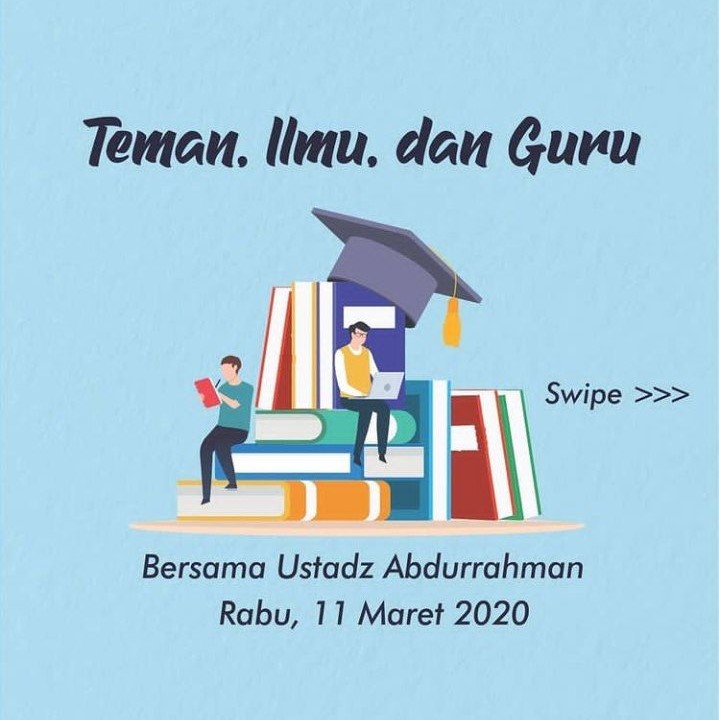 Teman, Ilmu, dan Guru
Swipe >>>
Bersama Ustadz Abdurrahman
Rabu, 11 Maret 2020